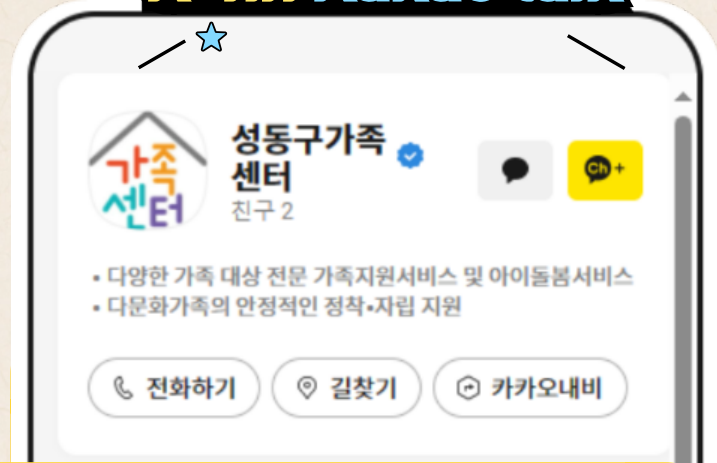 가족
센터
성동구가족
센터
친구 2
Ch+
• 다양한 가족 대상 전문 가족지원서비스 및 아이돌봄서비스
• 다문화가족의 안정적인 정착•자립 지원
전화하기
길찾기
카카오내비